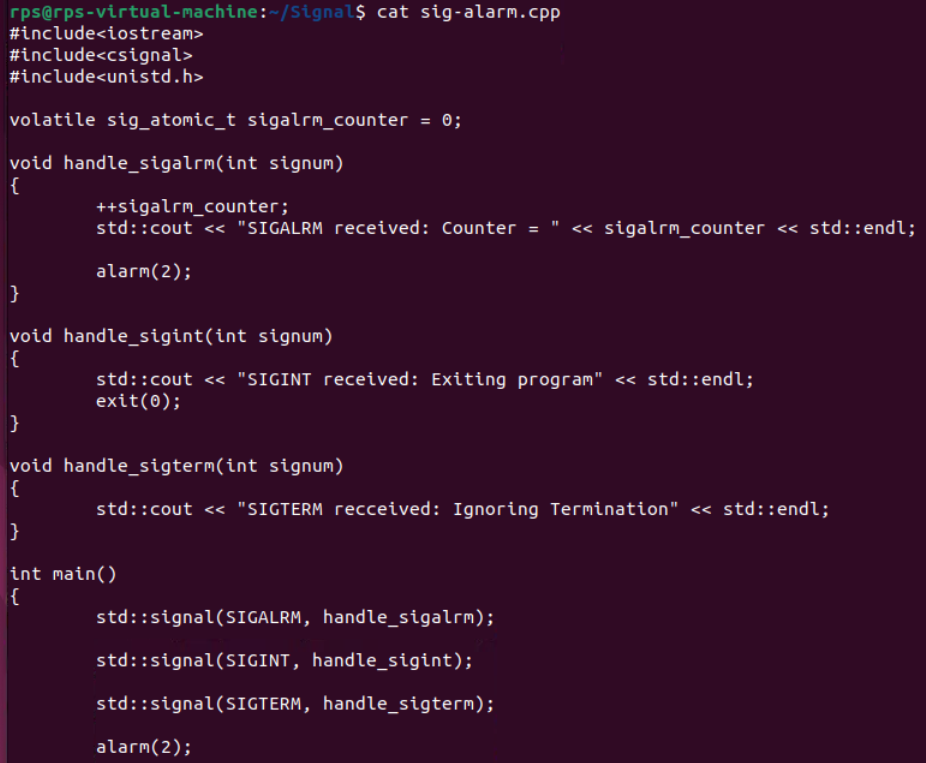 rps@rps-virtual-machine:~/Signal$ cat sig-alarm.cpp
#include<iostream>
#include<csignal>
#include<unistd.h>
volatile sig_atomic_t sigalrm_counter = 0;
void handle_sigalrm(int signum)
{
++sigalrm_counter;
std::cout << "SIGALRM received: Counter = " << sigalrm_counter << std::endl;
alarm(2);
}
void handle_sigint(int signum)
{
std::cout << "SIGINT received: Exiting program" << std::endl;
exit(0);
}
void handle_sigterm(int signum)
{
std::cout << "SIGTERM recceived: Ignoring Termination" << std::endl;
}
int main()
{
std::signal(SIGALRM, handle_sigalrm);
std::signal(SIGINT, handle_sigint);
std::signal(SIGTERM, handle_sigterm);
alarm(2);